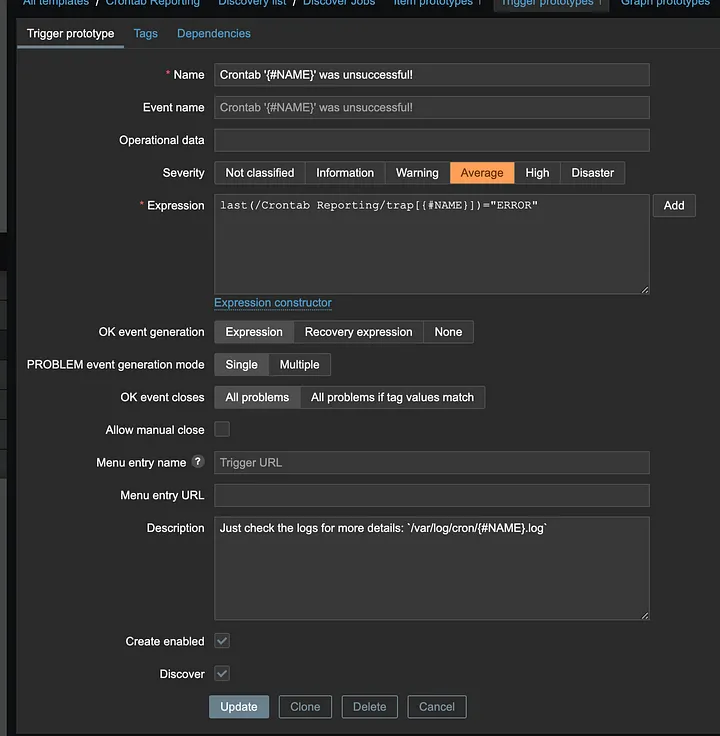 All templates / Crontab Reporting Discovery list / Discover Jobs Item prototypes 1 Trigger prototypes 1 Graph prototypes
Trigger prototype Tags Dependencies
* Name Crontab '{#NAME}' was unsuccessful!
Event name Crontab '{#NAME}' was unsuccessful!
Operational data
Severity Not classified Information Warning Average High Disaster
* Expression last(/Crontab Reporting/trap[{#NAME}])="ERROR" Add
Expression constructor
OK event generation Expression Recovery expression None
PROBLEM event generation mode Single Multiple
OK event closes All problems All problems if tag values match
Allow manual close
Menu entry name ? Trigger URL
Menu entry URL
Description Just check the logs for more details: `/var/log/cron/{#NAME}.log`
Create enabled
Discover
Update Clone Delete Cancel